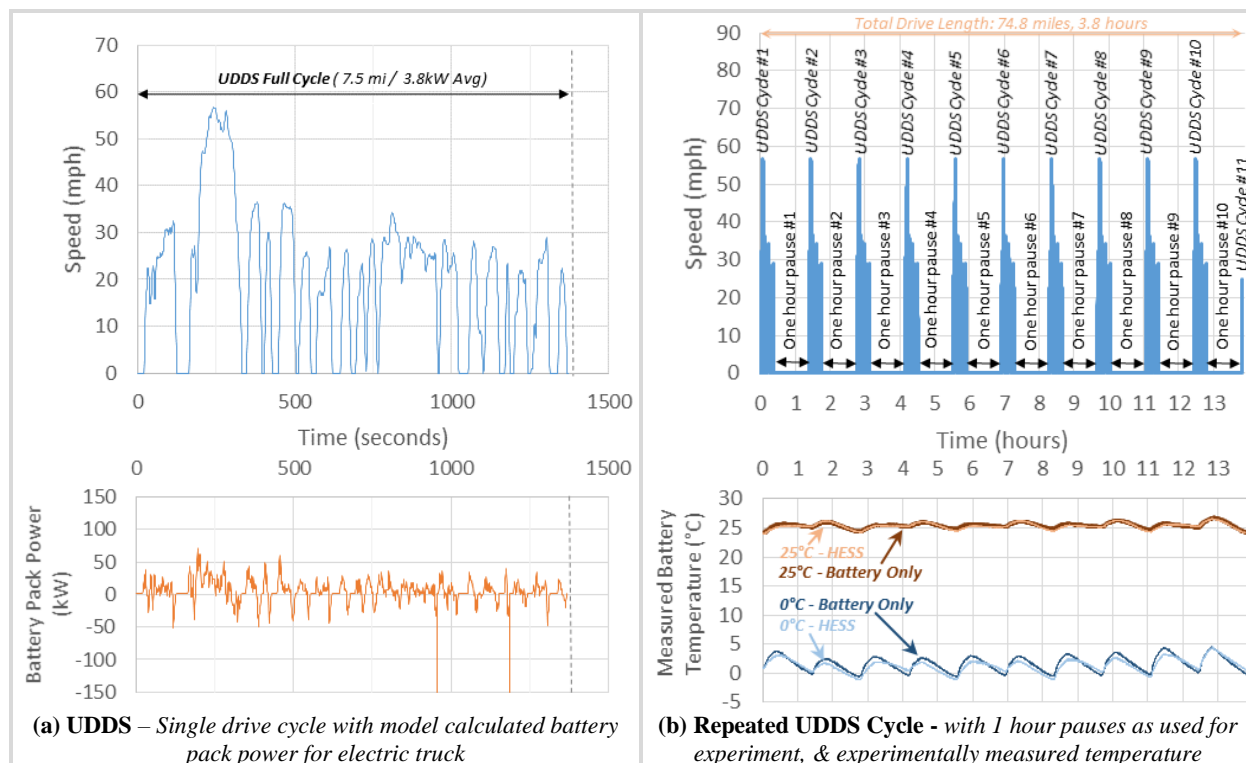 70
60
50
40
30
20
10
0
Speed (mph)
UDDS Full Cycle ( 7.5 mi / 3.8kW Avg)
0 500 1000 1500
Time (seconds)
0 500 1000 1500
150
100
50
0
-50
-100
-150
Battery Pack Power
(kW)
(a) UDDS – Single drive cycle with model calculated battery
pack power for electric truck
Total Drive Length: 74.8 miles, 3.8 hours
90
80
70
60
50
40
30
20
10
0
Speed (mph)
UDDS Cycle #1
UDDS Cycle #2
UDDS Cycle #3
UDDS Cycle #4
UDDS Cycle #5
UDDS Cycle #6
UDDS Cycle #7
UDDS Cycle #8
UDDS Cycle #9
UDDS Cycle #10
UDDS Cycle #11
One hour pause #1
One hour pause #2
One hour pause #3
One hour pause #4
One hour pause #5
One hour pause #6
One hour pause #7
One hour pause #8
One hour pause #9
One hour pause #10
0 1 2 3 4 5 6 7 8 9 10 11 12 13
Time (hours)
0 1 2 3 4 5 6 7 8 9 10 11 12 13
30
25
20
15
10
5
0
-5
Measured Battery
Temperature (°C)
25°C - HESS
25°C - Battery Only
0°C - Battery Only
0°C - HESS
(b) Repeated UDDS Cycle - with 1 hour pauses as used for
experiment, & experimentally measured temperature